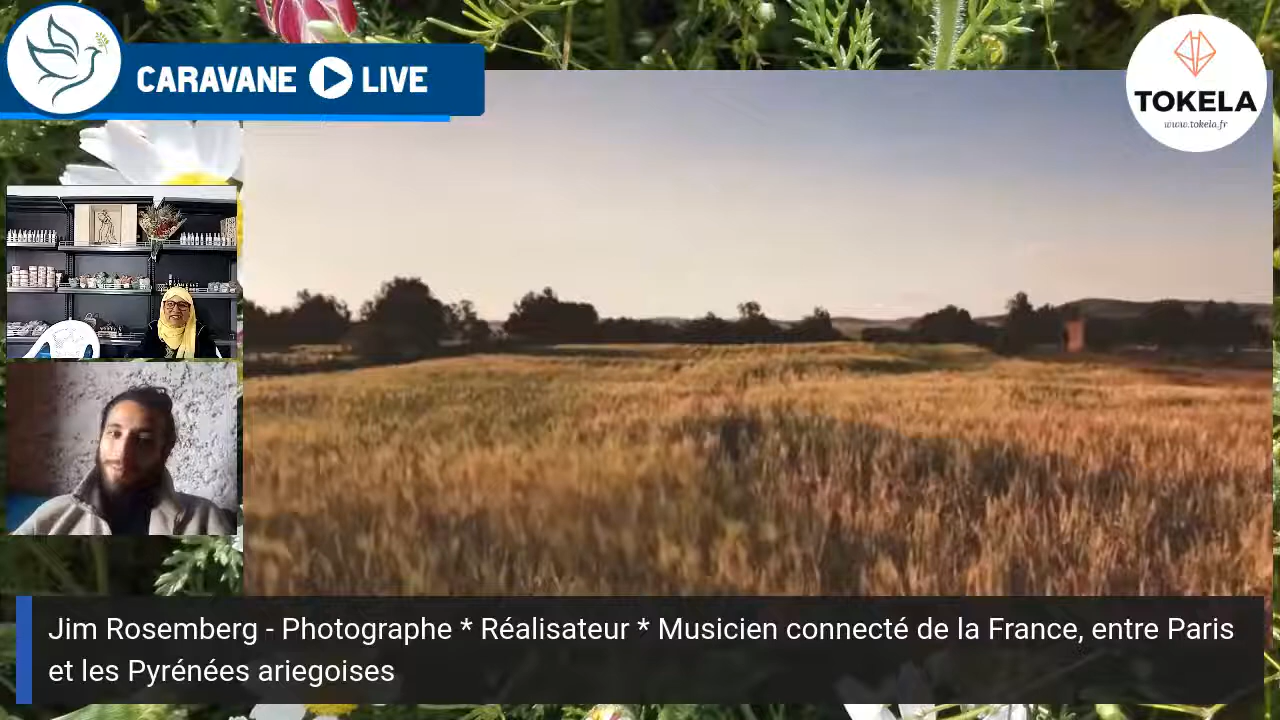 CARAVANE LIVE
TOKELA
www.tokela.fr
Jim Rosemberg - Photographe * Réalisateur * Musicien connecté de la France, entre Paris
et les Pyrénées ariegoises